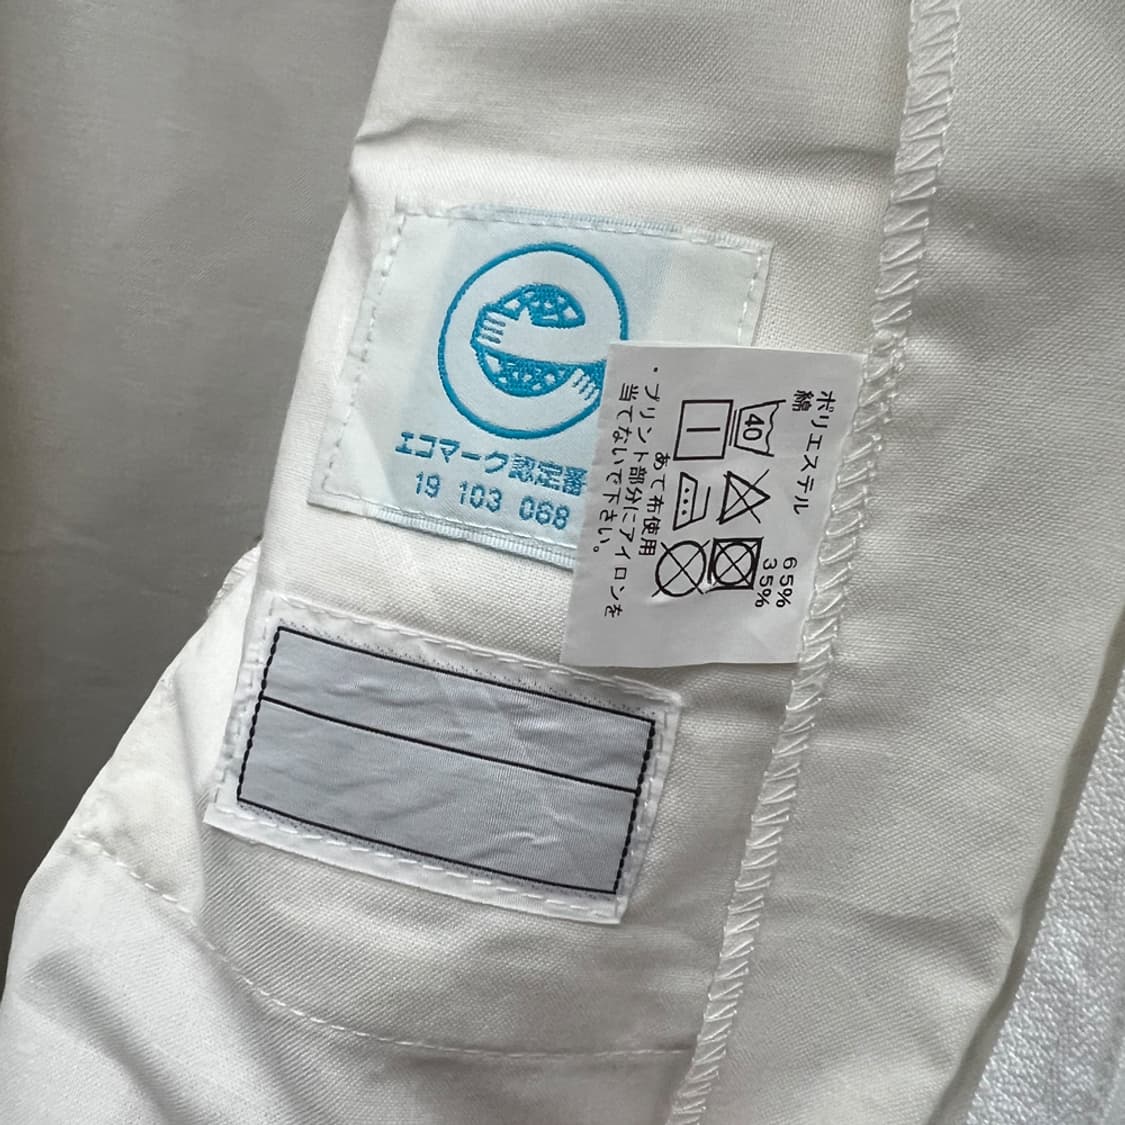 エコマーク認定番
19 103 068
ポリエステル 65%
綿 35%
40
あて布使用
・プリント部分にアイロンを
当てないで下さい。